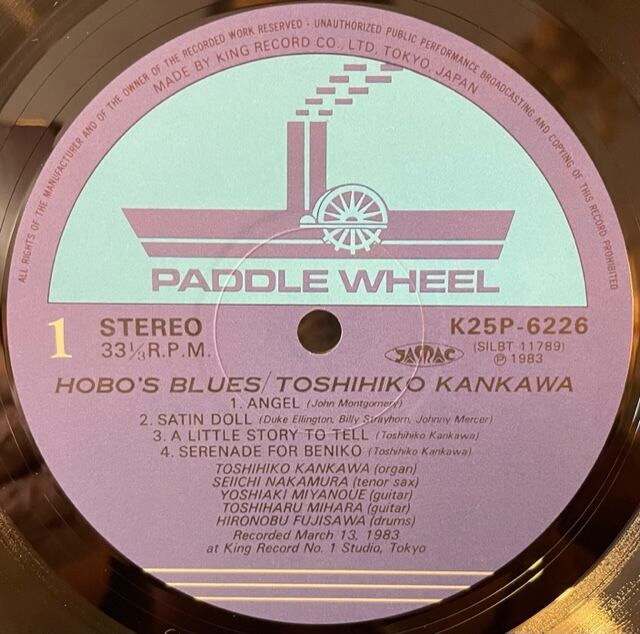 ALL RIGHTS OF THE MANUFACTURER AND OF THE OWNER OF THE RECORDED WORK RESERVED · UNAUTHORIZED PUBLIC PERFORMANCE BROADCASTING AND COPYING OF THIS RECORD PROHIBITED
MADE BY KING RECORD CO., LTD. TOKYO, JAPAN
PADDLE WHEEL
1 STEREO K25P-6226
33⅓R.P.M. JASRAC (SILBT 11789)
Ⓟ 1983
HOBO'S BLUES/TOSHIHIKO KANKAWA
1. ANGEL (John Montgomery)
2. SATIN DOLL (Duke Ellington, Billy Strayhorn, Johnny Mercer)
3. A LITTLE STORY TO TELL (Toshihiko Kankawa)
4. SERENADE FOR BENIKO (Toshihiko Kankawa)
TOSHIHIKO KANKAWA (organ)
SEIICHI NAKAMURA (tenor sax)
YOSHIAKI MIYANOUE (guitar)
TOSHIHARU MIHARA (guitar)
HIRONOBU FUJISAWA (drums)
Recorded March 13, 1983
at King Record No. 1 Studio, Tokyo